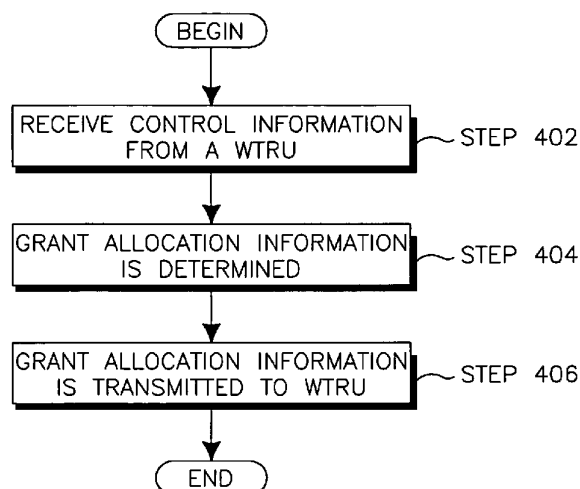 BEGIN
RECEIVE CONTROL INFORMATION
FROM A WTRU
STEP 402
GRANT ALLOCATION INFORMATION
IS DETERMINED
STEP 404
GRANT ALLOCATION INFORMATION
IS TRANSMITTED TO WTRU
STEP 406
END